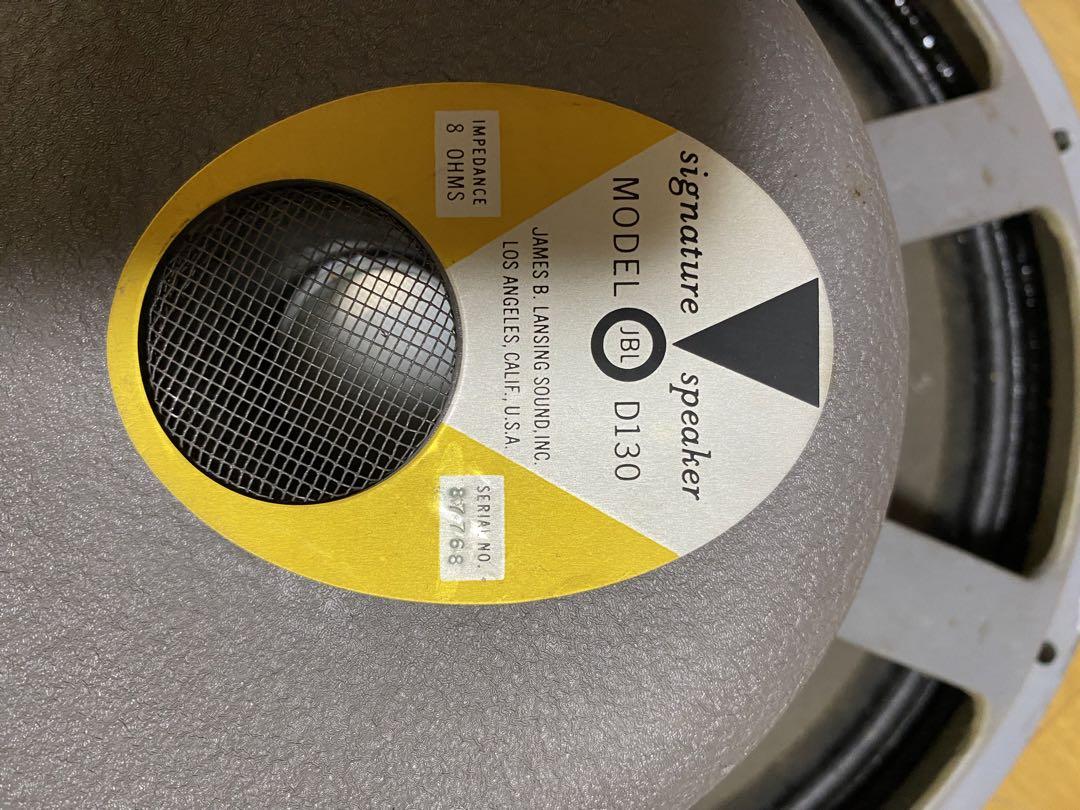 signature speaker
MODEL JBL D130
JAMES B. LANSING SOUND, INC.
LOS ANGELES, CALIF., U.S.A.
IMPEDANCE
8 OHMS
SERIAL NO.
87768